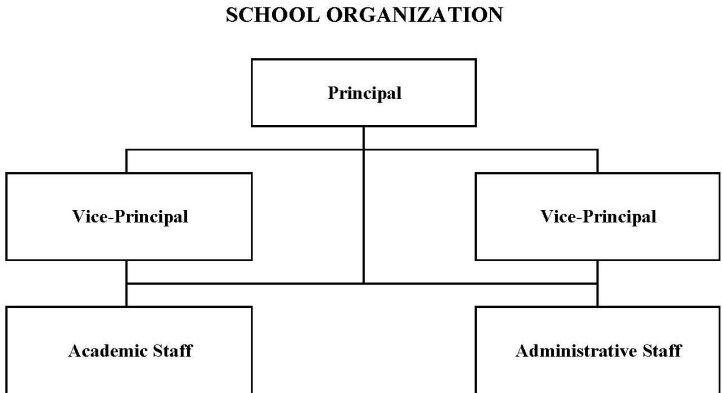 SCHOOL ORGANIZATION
Principal
Vice-Principal
Vice-Principal
Academic Staff
Administrative Staff